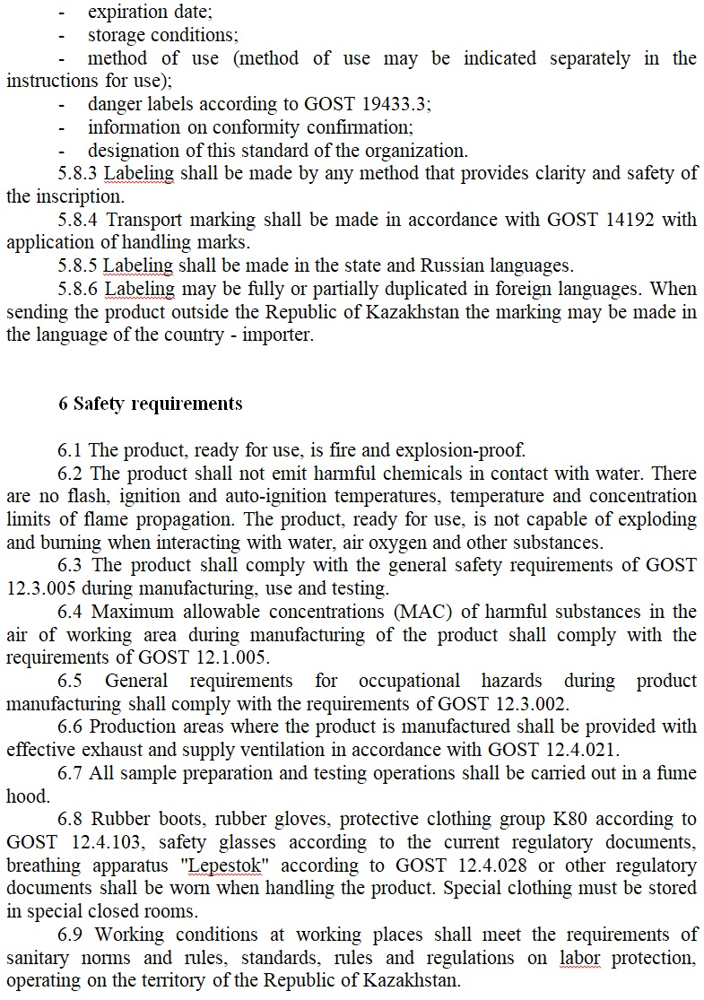 - expiration date;
- storage conditions;
- method of use (method of use may be indicated separately in the
instructions for use);
- danger labels according to GOST 19433.3;
- information on conformity confirmation;
- designation of this standard of the organization.
5.8.3 Labeling shall be made by any method that provides clarity and safety of
the inscription.
5.8.4 Transport marking shall be made in accordance with GOST 14192 with
application of handling marks.
5.8.5 Labeling shall be made in the state and Russian languages.
5.8.6 Labeling may be fully or partially duplicated in foreign languages. When
sending the product outside the Republic of Kazakhstan the marking may be made in
the language of the country - importer.
6 Safety requirements
6.1 The product, ready for use, is fire and explosion-proof.
6.2 The product shall not emit harmful chemicals in contact with water. There
are no flash, ignition and auto-ignition temperatures, temperature and concentration
limits of flame propagation. The product, ready for use, is not capable of exploding
and burning when interacting with water, air oxygen and other substances.
6.3 The product shall comply with the general safety requirements of GOST
12.3.005 during manufacturing, use and testing.
6.4 Maximum allowable concentrations (MAC) of harmful substances in the
air of working area during manufacturing of the product shall comply with the
requirements of GOST 12.1.005.
6.5 General requirements for occupational hazards during product
manufacturing shall comply with the requirements of GOST 12.3.002.
6.6 Production areas where the product is manufactured shall be provided with
effective exhaust and supply ventilation in accordance with GOST 12.4.021.
6.7 All sample preparation and testing operations shall be carried out in a fume
hood.
6.8 Rubber boots, rubber gloves, protective clothing group K80 according to
GOST 12.4.103, safety glasses according to the current regulatory documents,
breathing apparatus "Lepestok" according to GOST 12.4.028 or other regulatory
documents shall be worn when handling the product. Special clothing must be stored
in special closed rooms.
6.9 Working conditions at working places shall meet the requirements of
sanitary norms and rules, standards, rules and regulations on labor protection,
operating on the territory of the Republic of Kazakhstan.